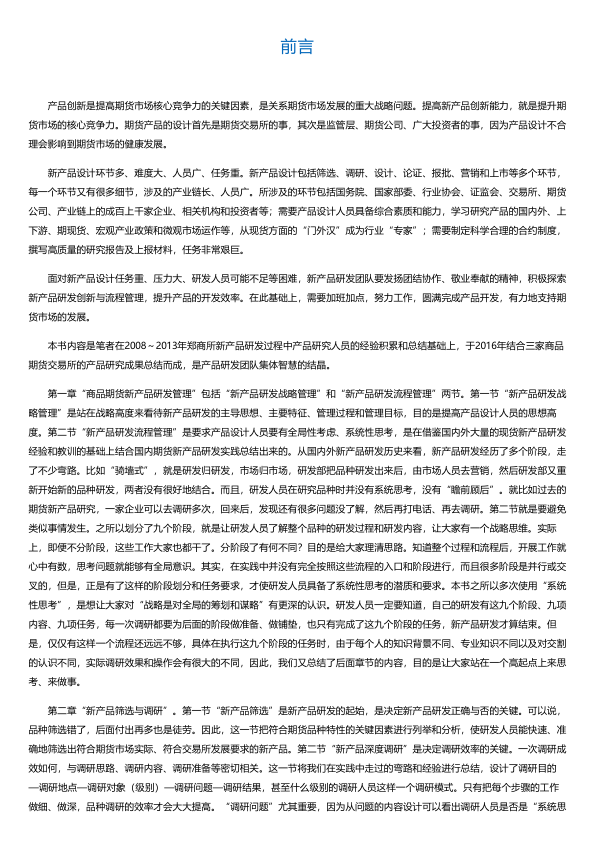 前言
产品创新是提高期货市场核心竞争力的关键因素，是关系期货市场发展的重大战略问题。提高新产品创新能力，就是提升期
货市场的核心竞争力。期货产品的设计首先是期货交易所的事，其次是监管层、期货公司、广大投资者的事，因为产品设计不合
理会影响到期货市场的健康发展。
新产品设计环节多、难度大、人员广、任务重。新产品设计包括筛选、调研、设计、论证、报批、营销和上市等多个环节，
每一个环节又有很多细节，涉及的产业链长、人员广。所涉及的环节包括国务院、国家部委、行业协会、证监会、交易所、期货
公司、产业链上的成百上千家企业、相关机构和投资者等；需要产品设计人员具备综合素质和能力，学习研究产品的国内外、上
下游、期现货、宏观产业政策和微观市场运作等，从现货方面的“门外汉”成为行业“专家”；需要制定科学合理的合约制度，
撰写高质量的研究报告及上报材料，任务非常艰巨。
面对新产品设计任务重、压力大、研发人员可能不足等困难，新产品研发团队要发扬团结协作、敬业奉献的精神，积极探索
新产品研发创新与流程管理，提升产品的开发效率。在此基础上，需要加班加点，努力工作，圆满完成产品开发，有力地支持期
货市场的发展。
本书内容是笔者在2008～2013年郑商所新产品研发过程中产品研究人员的经验积累和总结基础上，于2016年结合三家商品
期货交易所的产品研究成果总结而成，是产品研发团队集体智慧的结晶。
第一章“商品期货新产品研发管理”包括“新产品研发战略管理”和“新产品研发流程管理”两节。第一节“新产品研发战
略管理”是站在战略高度来看待新产品研发的主导思想、主要特征、管理过程和管理目标，目的是提高产品设计人员的思想高
度。第二节“新产品研发流程管理”是要求产品设计人员要有全局性考虑、系统性思考，是在借鉴国内外大量的现货新产品研发
经验和教训的基础上结合国内期货新产品研发实践总结出来的。从国内外新产品研发历史来看，新产品研发经历了多个阶段，走
了不少弯路。比如“骑墙式”，就是研发归研发，市场归市场，研发部把品种研发出来后，由市场人员去营销，然后研发部又重
新开始新的品种研发，两者没有很好地结合。而且，研发人员在研究品种时并没有系统思考，没有“瞻前顾后”。就比如过去的
期货新产品研究，一家企业可以去调研多次，回来后，发现还有很多问题没了解，然后再打电话、再去调研。第二节就是要避免
类似事情发生。之所以划分了九个阶段，就是让研发人员了解整个品种的研发过程和研发内容，让大家有一个战略思维。实际
上，即便不分阶段，这些工作大家也都干了。分阶段了有何不同？目的是给大家理清思路。知道整个过程和流程后，开展工作就
心中有数，思考问题就能够有全局意识。其实，在实践中并没有完全按照这些流程的入口和阶段进行，而且很多阶段是并行或交
叉的，但是，正是有了这样的阶段划分和任务要求，才使研发人员具备了系统性思考的潜质和要求。本书之所以多次使用“系统
性思考”，是想让大家对“战略是对全局的筹划和谋略”有更深的认识。研发人员一定要知道，自己的研发有这九个阶段、九项
内容、九项任务，每一次调研都要为后面的阶段做准备、做铺垫，也只有完成了这九个阶段的任务，新产品研发才算结束。但
是，仅仅有这样一个流程还远远不够，具体在执行这九个阶段的任务时，由于每个人的知识背景不同、专业知识不同以及对交割
的认识不同，实际调研效果和操作会有很大的不同，因此，我们又总结了后面章节的内容，目的是让大家站在一个高起点上来思
考、来做事。
第二章“新产品筛选与调研”。第一节“新产品筛选”是新产品研发的起始，是决定新产品研发正确与否的关键。可以说，
品种筛选错了，后面付出再多也是徒劳。因此，这一节把符合期货品种特性的关键因素进行列举和分析，使研发人员能快速、准
确地筛选出符合期货市场实际、符合交易所发展要求的新产品。第二节“新产品深度调研”是决定调研效率的关键。一次调研成
效如何，与调研思路、调研内容、调研准备等密切相关。这一节将我们在实践中走过的弯路和经验进行总结，设计了调研目的
—调研地点—调研对象（级别）—调研问题—调研结果，甚至什么级别的调研人员这样一个调研模式。只有把每个步骤的工作
做细、做深，品种调研的效率才会大大提高。“调研问题”尤其重要，因为从问题的内容设计可以看出调研人员是否是“系统思